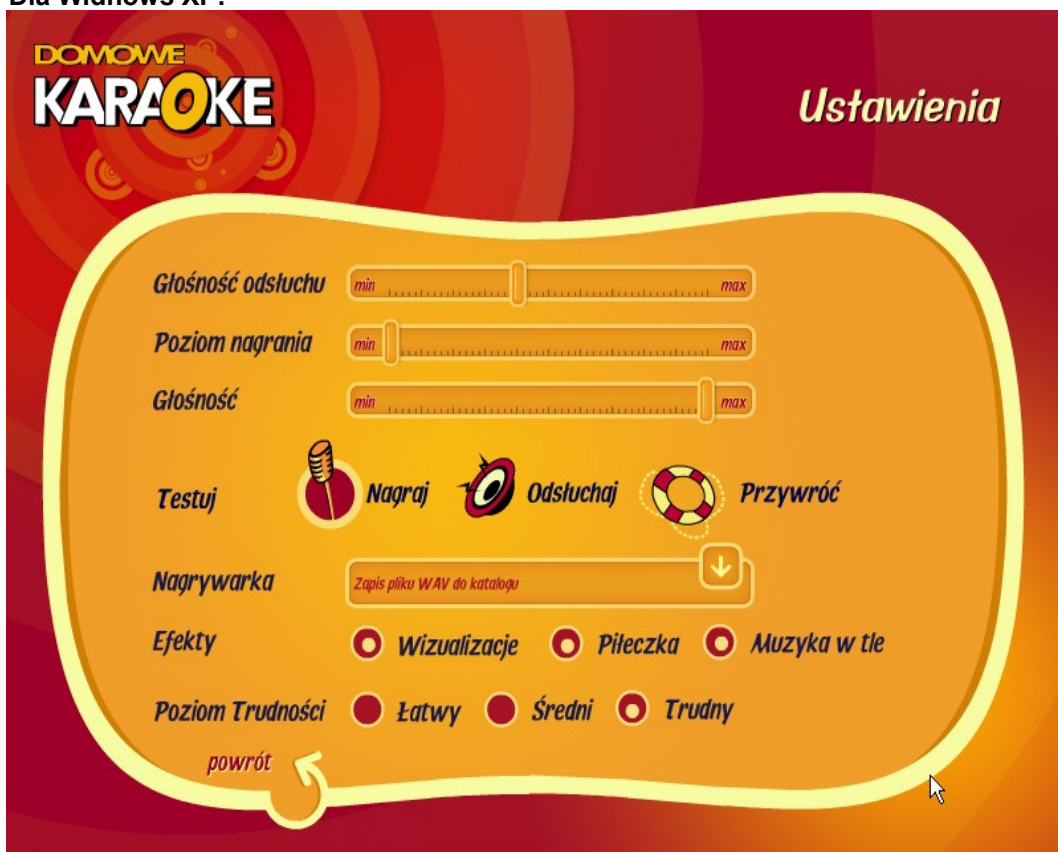 Dla Widnows XP:
DOMOWE
KARAOKE
Ustawienia
Głośność odsłuchu min max
Poziom nagrania min max
Głośność min max
Testuj Nagraj Odsłuchaj Przywróć
Nagrywarka Zapis pliku WAV do katalogu
Efekty Wizualizacje Piłeczka Muzyka w tle
Poziom Trudności Łatwy Średni Trudny
powrót